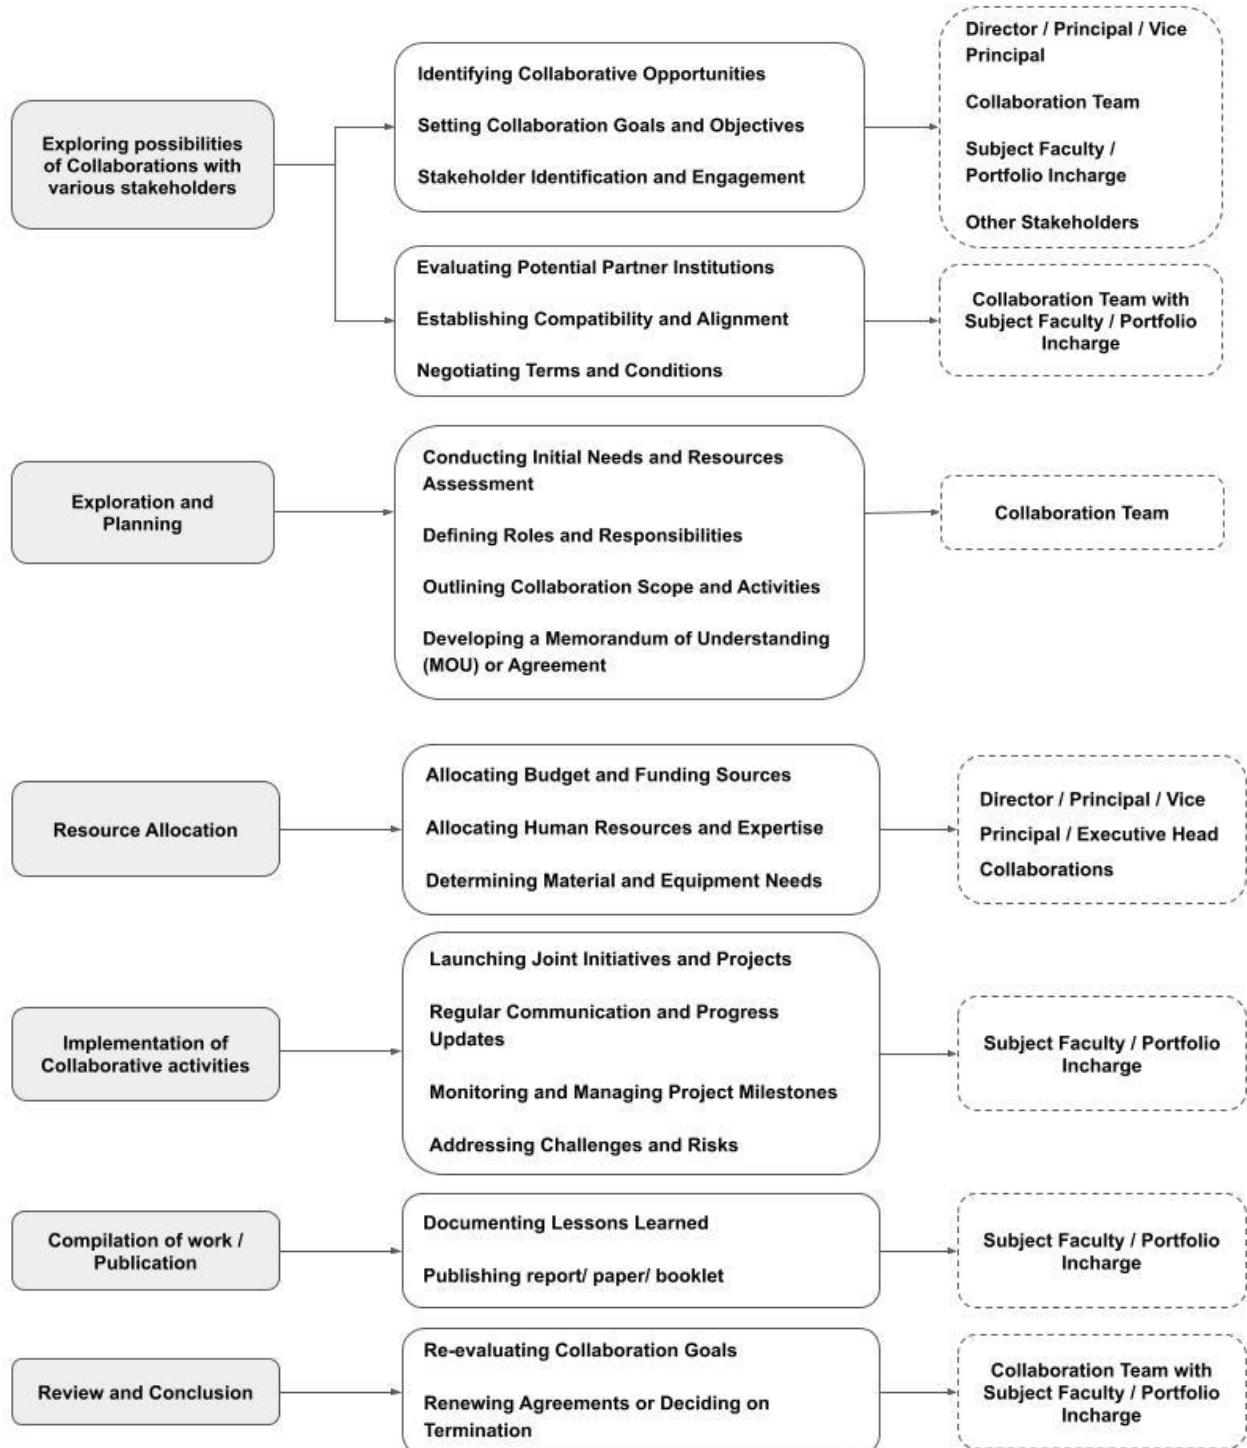 Exploring possibilities
of Collaborations with
various stakeholders
Identifying Collaborative Opportunities
Setting Collaboration Goals and Objectives
Stakeholder Identification and Engagement
Director / Principal / Vice
Principal
Collaboration Team
Subject Faculty /
Portfolio Incharge
Other Stakeholders
Evaluating Potential Partner Institutions
Establishing Compatibility and Alignment
Negotiating Terms and Conditions
Collaboration Team with
Subject Faculty / Portfolio
Incharge
Exploration and
Planning
Conducting Initial Needs and Resources
Assessment
Defining Roles and Responsibilities
Outlining Collaboration Scope and Activities
Developing a Memorandum of Understanding
(MOU) or Agreement
Collaboration Team
Resource Allocation
Allocating Budget and Funding Sources
Allocating Human Resources and Expertise
Determining Material and Equipment Needs
Director / Principal / Vice
Principal / Executive Head
Collaborations
Implementation of
Collaborative activities
Launching Joint Initiatives and Projects
Regular Communication and Progress
Updates
Monitoring and Managing Project Milestones
Addressing Challenges and Risks
Subject Faculty / Portfolio
Incharge
Compilation of work /
Publication
Documenting Lessons Learned
Publishing report/ paper/ booklet
Subject Faculty / Portfolio
Incharge
Review and Conclusion
Re-evaluating Collaboration Goals
Renewing Agreements or Deciding on
Termination
Collaboration Team with
Subject Faculty / Portfolio
Incharge